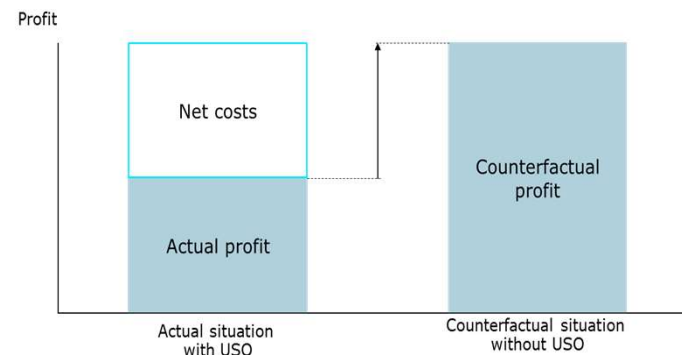 Profit
Net costs
Counterfactual
profit
Actual profit
Actual situation
with USO
Counterfactual situation
without USO